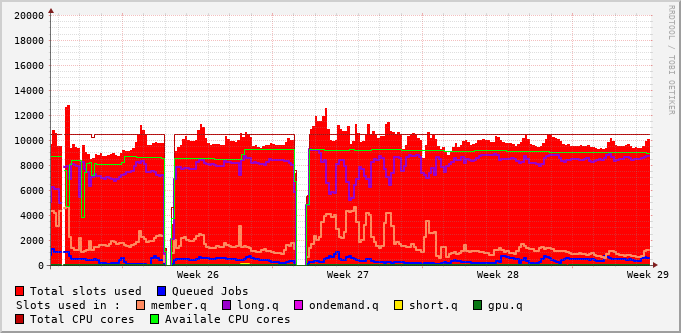 RRDTOOL / TOBI OETIKER
20000
18000
16000
14000
12000
10000
8000
6000
4000
2000
0
Week 26 Week 27 Week 28 Week 29
Total slots used Queued Jobs
Slots used in : member.q long.q ondemand.q short.q gpu.q
Total CPU cores Availale CPU cores